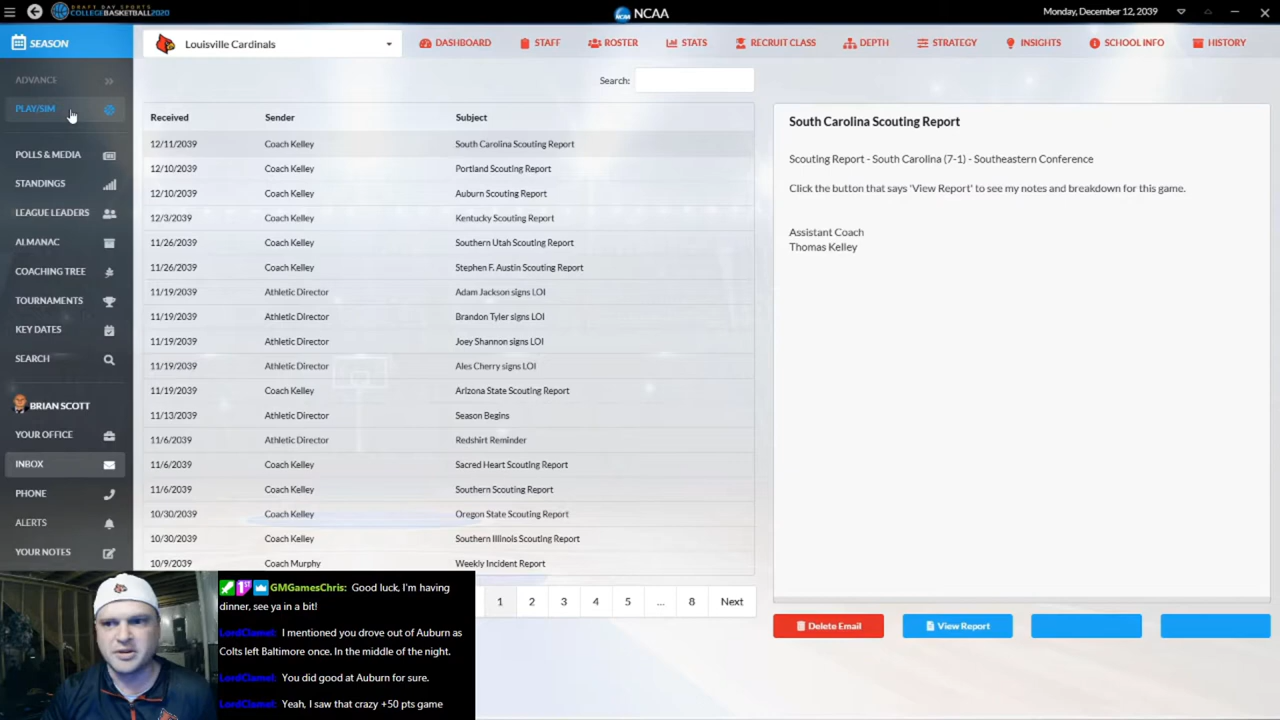 DRAFT DAY SPORTS
COLLEGE BASKETBALL 2020
NCAA
Monday, December 12, 2039
SEASON
Louisville Cardinals
DASHBOARD
STAFF
ROSTER
STATS
RECRUIT CLASS
DEPTH
STRATEGY
INSIGHTS
SCHOOL INFO
HISTORY
ADVANCE
PLAY/SIM
POLLS & MEDIA
STANDINGS
LEAGUE LEADERS
ALMANAC
COACHING TREE
TOURNAMENTS
KEY DATES
SEARCH
BRIAN SCOTT
YOUR OFFICE
INBOX
PHONE
ALERTS
YOUR NOTES
Search:
Received Sender Subject
12/11/2039 Coach Kelley South Carolina Scouting Report
12/10/2039 Coach Kelley Portland Scouting Report
12/10/2039 Coach Kelley Auburn Scouting Report
12/3/2039 Coach Kelley Kentucky Scouting Report
11/26/2039 Coach Kelley Southern Utah Scouting Report
11/26/2039 Coach Kelley Stephen F. Austin Scouting Report
11/19/2039 Athletic Director Adam Jackson signs LOI
11/19/2039 Athletic Director Brandon Tyler signs LOI
11/19/2039 Athletic Director Joey Shannon signs LOI
11/19/2039 Athletic Director Ales Cherry signs LOI
11/19/2039 Coach Kelley Arizona State Scouting Report
11/13/2039 Athletic Director Season Begins
11/6/2039 Athletic Director Redshirt Reminder
11/6/2039 Coach Kelley Sacred Heart Scouting Report
11/6/2039 Coach Kelley Southern Scouting Report
10/30/2039 Coach Kelley Oregon State Scouting Report
10/30/2039 Coach Kelley Southern Illinois Scouting Report
10/9/2039 Coach Murphy Weekly Incident Report
1 2 3 4 5 ... 8 Next
South Carolina Scouting Report
Scouting Report - South Carolina (7-1) - Southeastern Conference
Click the button that says 'View Report' to see my notes and breakdown for this game.
Assistant Coach
Thomas Kelley
Delete Email
View Report
GMGamesChris: Good luck, I'm having
dinner, see ya in a bit!
LordClamel: I mentioned you drove out of Auburn as
Colts left Baltimore once. In the middle of the night.
LordClamel: You did good at Auburn for sure.
LordClamel: Yeah, I saw that crazy +50 pts game